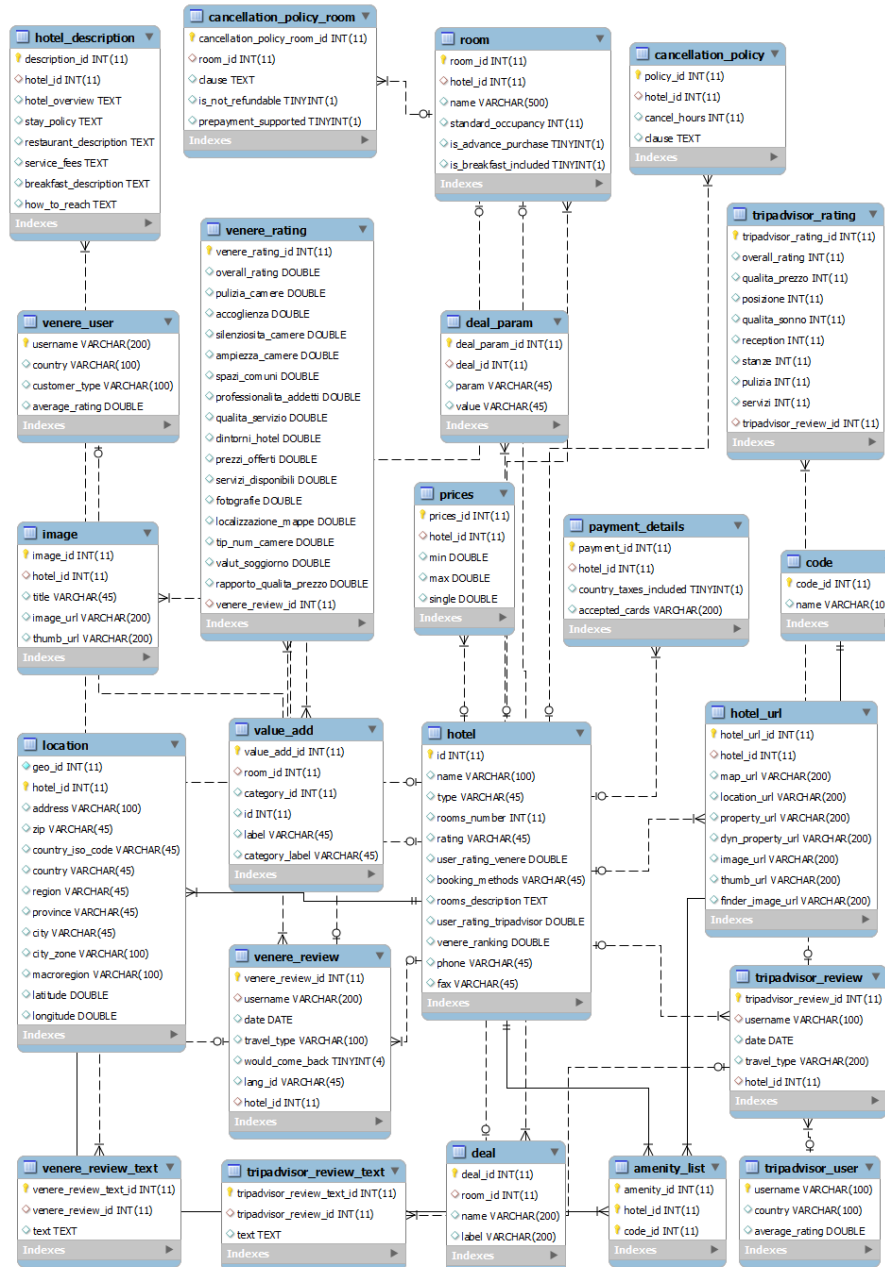 hotel_description
description_id INT(11)
hotel_id INT(11)
hotel_overview TEXT
stay_policy TEXT
restaurant_description TEXT
service_fees TEXT
breakfast_description TEXT
how_to_reach TEXT
Indexes
cancellation_policy_room
cancellation_policy_room_id INT(11)
room_id INT(11)
clause TEXT
is_not_refundable TINYINT(1)
prepayment_supported TINYINT(1)
Indexes
room
room_id INT(11)
hotel_id INT(11)
name VARCHAR(500)
standard_occupancy INT(11)
is_advance_purchase TINYINT(1)
is_breakfast_included TINYINT(1)
Indexes
cancellation_policy
policy_id INT(11)
hotel_id INT(11)
cancel_hours INT(11)
clause TEXT
Indexes
venere_user
username VARCHAR(200)
country VARCHAR(100)
customer_type VARCHAR(100)
average_rating DOUBLE
Indexes
venere_rating
venere_rating_id INT(11)
overall_rating DOUBLE
pulizia_camere DOUBLE
accoglienza DOUBLE
silenziosita_camere DOUBLE
ampiezza_camere DOUBLE
spazi_comuni DOUBLE
professionalita_addetti DOUBLE
qualita_servizio DOUBLE
dintorni_hotel DOUBLE
prezzi_offerti DOUBLE
servizi_disponibili DOUBLE
fotografie DOUBLE
localizzazione_mappe DOUBLE
tip_num_camere DOUBLE
valut_soggiorno DOUBLE
rapporto_qualita_prezzo DOUBLE
venere_review_id INT(11)
Indexes
deal_param
deal_param_id INT(11)
deal_id INT(11)
param VARCHAR(45)
value VARCHAR(45)
Indexes
tripadvisor_rating
tripadvisor_rating_id INT(11)
overall_rating INT(11)
qualita_prezzo INT(11)
posizione INT(11)
qualita_sonno INT(11)
reception INT(11)
stanze INT(11)
pulizia INT(11)
servizi INT(11)
tripadvisor_review_id INT(11)
Indexes
image
image_id INT(11)
hotel_id INT(11)
title VARCHAR(45)
image_url VARCHAR(200)
thumb_url VARCHAR(200)
Indexes
prices
prices_id INT(11)
hotel_id INT(11)
min DOUBLE
max DOUBLE
single DOUBLE
Indexes
payment_details
payment_id INT(11)
hotel_id INT(11)
country_taxes_included TINYINT(1)
accepted_cards VARCHAR(200)
Indexes
code
code_id INT(11)
name VARCHAR(10
Indexes
location
geo_id INT(11)
hotel_id INT(11)
address VARCHAR(100)
zip VARCHAR(45)
country_iso_code VARCHAR(45)
country VARCHAR(45)
region VARCHAR(45)
province VARCHAR(45)
city VARCHAR(45)
city_zone VARCHAR(100)
macroregion VARCHAR(100)
latitude DOUBLE
longitude DOUBLE
Indexes
value_add
value_add_id INT(11)
room_id INT(11)
category_id INT(11)
id INT(11)
label VARCHAR(45)
category_label VARCHAR(45)
Indexes
hotel
id INT(11)
name VARCHAR(100)
type VARCHAR(45)
rooms_number INT(11)
rating VARCHAR(45)
user_rating_venere DOUBLE
booking_methods VARCHAR(45)
rooms_description TEXT
user_rating_tripadvisor DOUBLE
venere_ranking DOUBLE
phone VARCHAR(45)
fax VARCHAR(45)
Indexes
hotel_url
hotel_url_id INT(11)
hotel_id INT(11)
map_url VARCHAR(200)
location_url VARCHAR(200)
property_url VARCHAR(200)
dyn_property_url VARCHAR(200)
image_url VARCHAR(200)
thumb_url VARCHAR(200)
finder_image_url VARCHAR(200)
Indexes
venere_review
venere_review_id INT(11)
username VARCHAR(200)
date DATE
travel_type VARCHAR(100)
would_come_back TINYINT(4)
lang_id VARCHAR(45)
hotel_id INT(11)
Indexes
tripadvisor_review
tripadvisor_review_id INT(11)
username VARCHAR(100)
date DATE
travel_type VARCHAR(200)
hotel_id INT(11)
Indexes
venere_review_text
venere_review_text_id INT(11)
venere_review_id INT(11)
text TEXT
Indexes
tripadvisor_review_text
tripadvisor_review_text_id INT(11)
tripadvisor_review_id INT(11)
text TEXT
Indexes
deal
deal_id INT(11)
room_id INT(11)
name VARCHAR(200)
label VARCHAR(200)
Indexes
amenity_list
amenity_id INT(11)
hotel_id INT(11)
code_id INT(11)
Indexes
tripadvisor_user
username VARCHAR(100)
country VARCHAR(100)
average_rating DOUBLE
Indexes